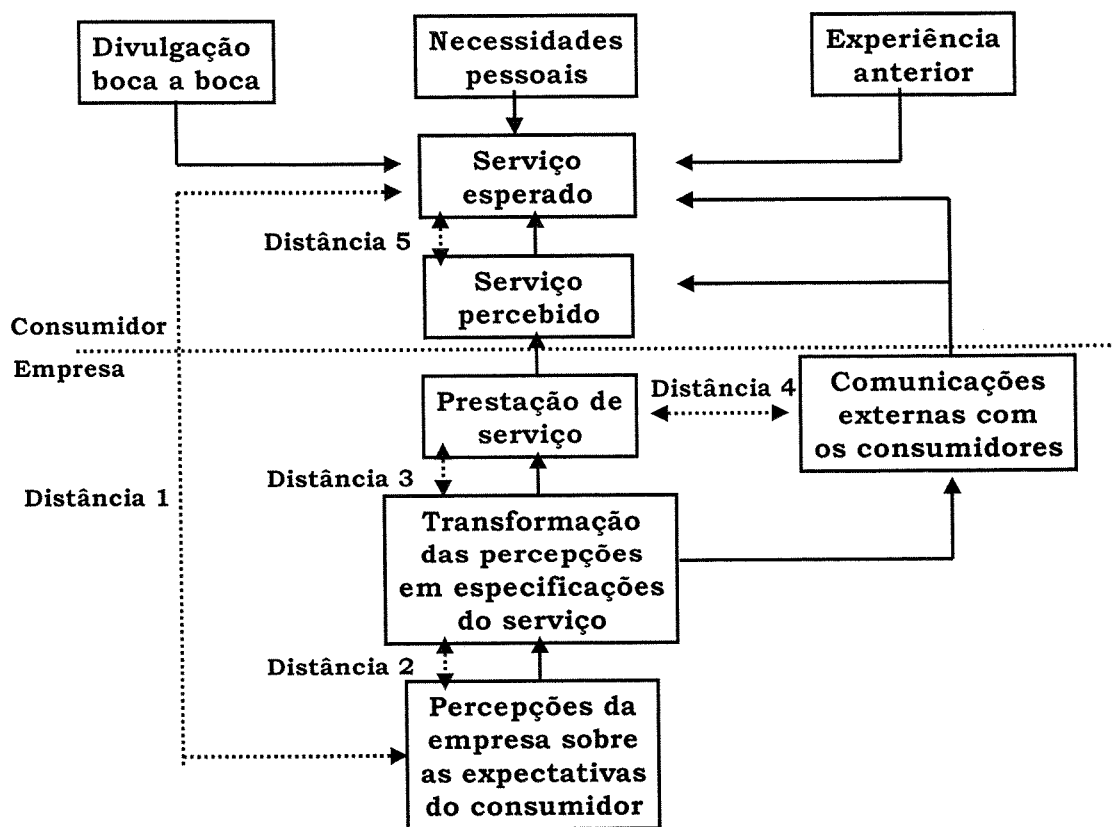 Divulgação
boca a boca
Necessidades
pessoais
Experiência
anterior
Serviço
esperado
Distância 5
Serviço
percebido
Consumidor
Empresa
Prestação de
serviço
Distância 4
Comunicações
externas com
os consumidores
Distância 3
Distância 1
Transformação
das percepções
em especificações
do serviço
Distância 2
Percepções da
empresa sobre
as expectativas
do consumidor